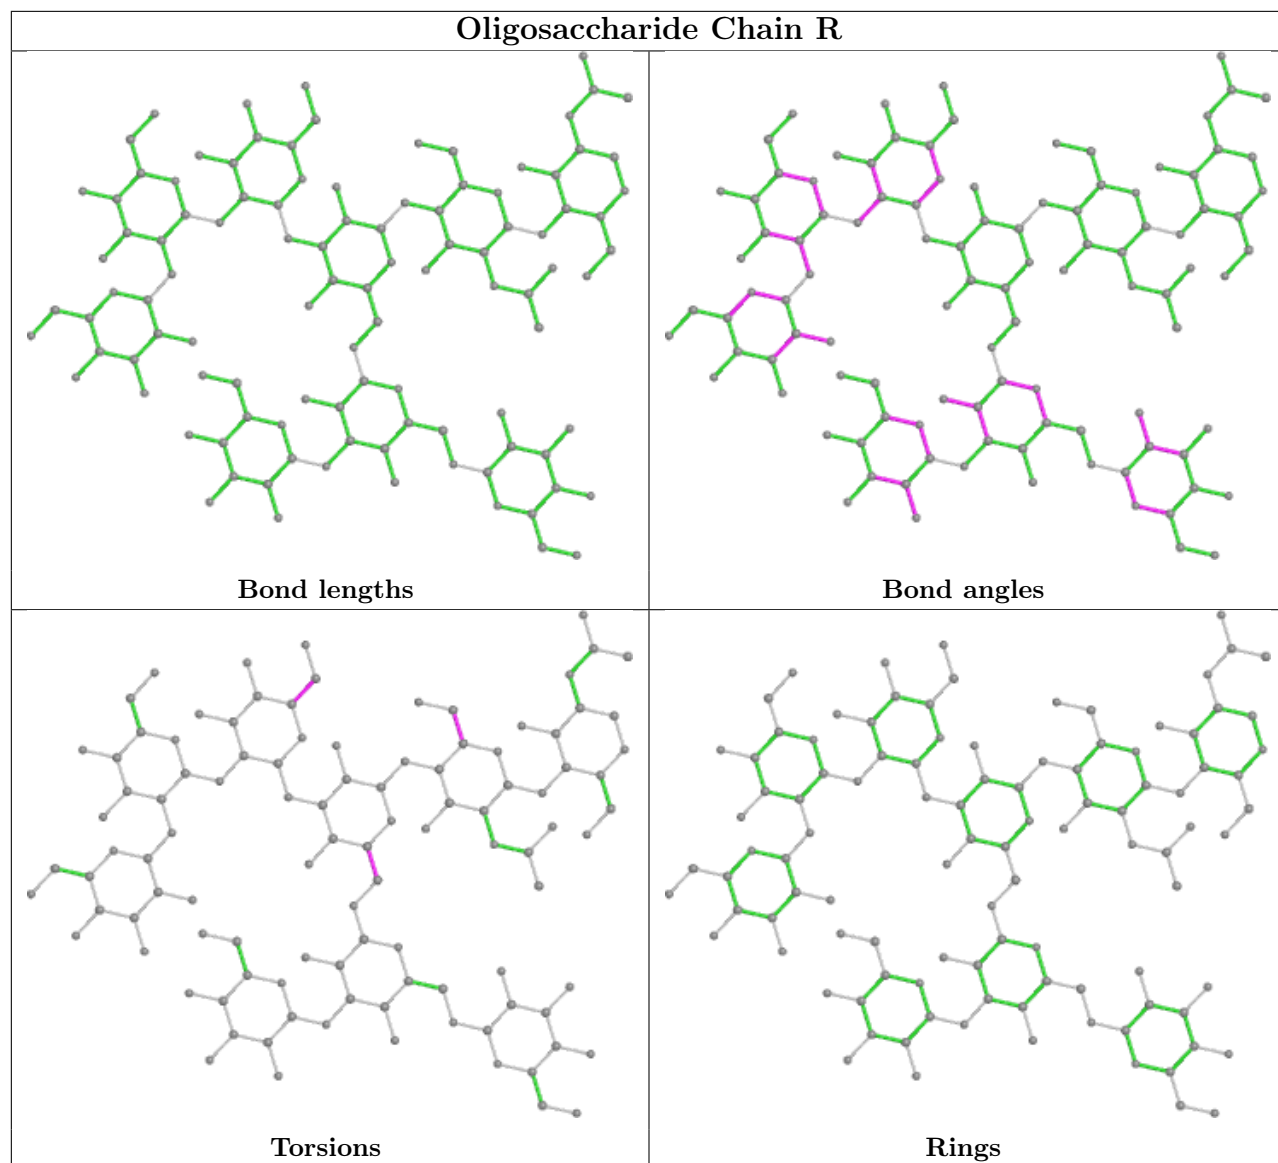 Oligosaccharide Chain R
Bond lengths
Bond angles
Torsions
Rings